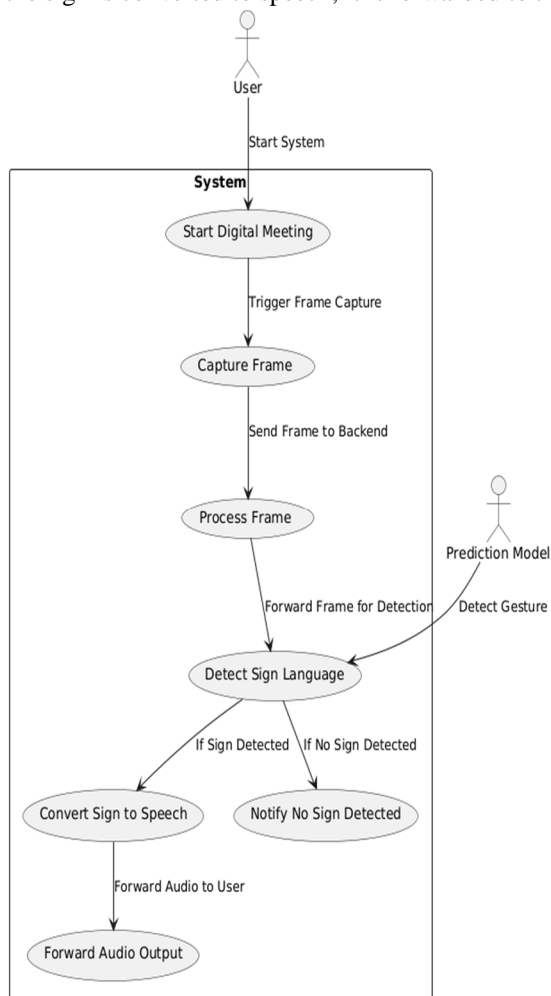 User
Start System
System
Start Digital Meeting
Trigger Frame Capture
Capture Frame
Send Frame to Backend
Process Frame
Prediction Model
Forward Frame for Detection
Detect Gesture
Detect Sign Language
If Sign Detected
If No Sign Detected
Convert Sign to Speech
Notify No Sign Detected
Forward Audio to User
Forward Audio Output